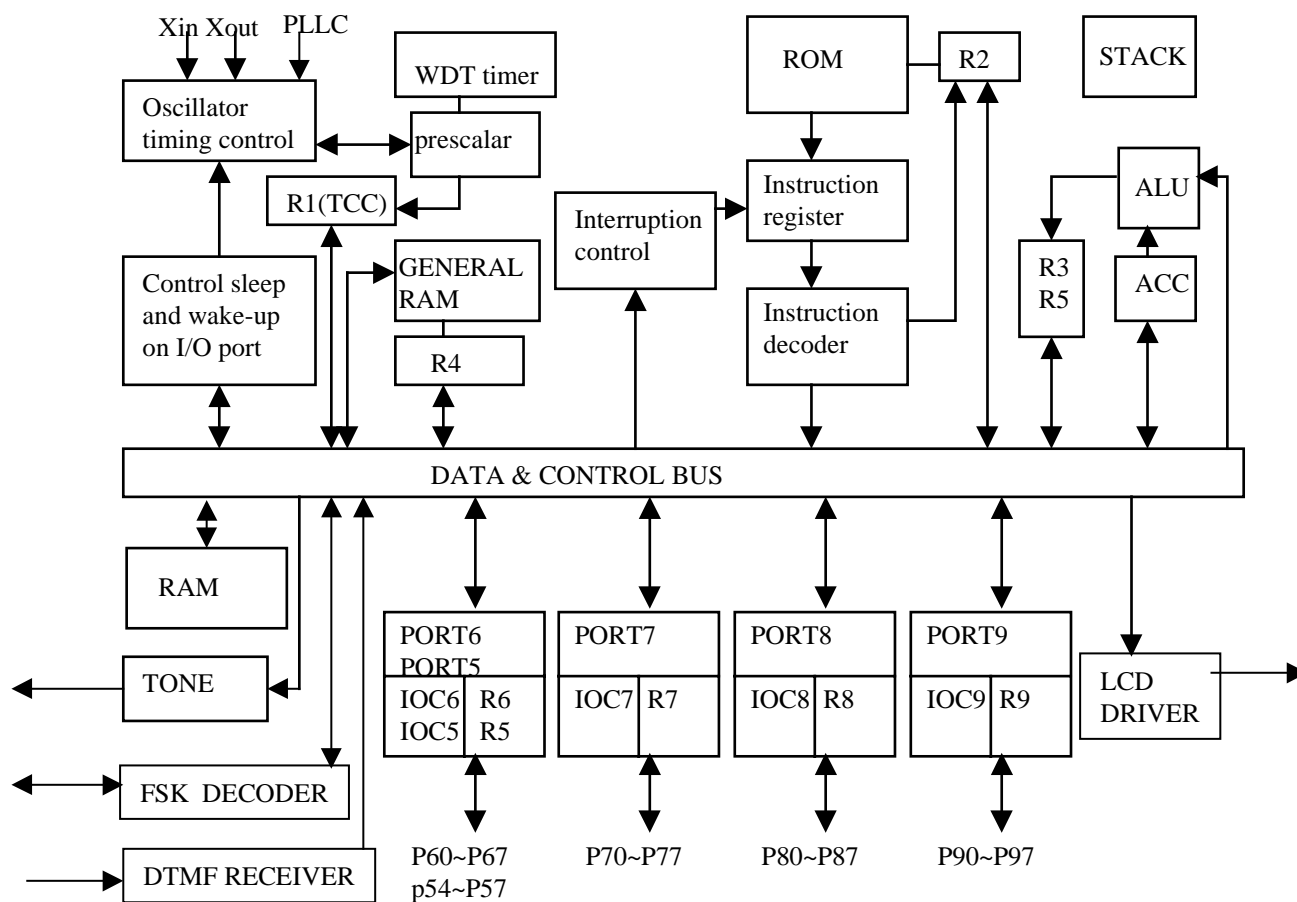 Xin Xout
PLLC
WDT timer
ROM
R2
STACK
Oscillator
timing control
prescalar
R1(TCC)
Instruction
register
ALU
Interruption
control
GENERAL
RAM
Control sleep
and wake-up
on I/O port
R3
R5
ACC
Instruction
decoder
R4
DATA & CONTROL BUS
RAM
PORT6
PORT5
PORT7
PORT8
PORT9
TONE
IOC6
IOC5
R6
R5
IOC7
R7
IOC8
R8
IOC9
R9
LCD
DRIVER
FSK DECODER
DTMF RECEIVER
P60~P67
p54~P57
P70~P77
P80~P87
P90~P97